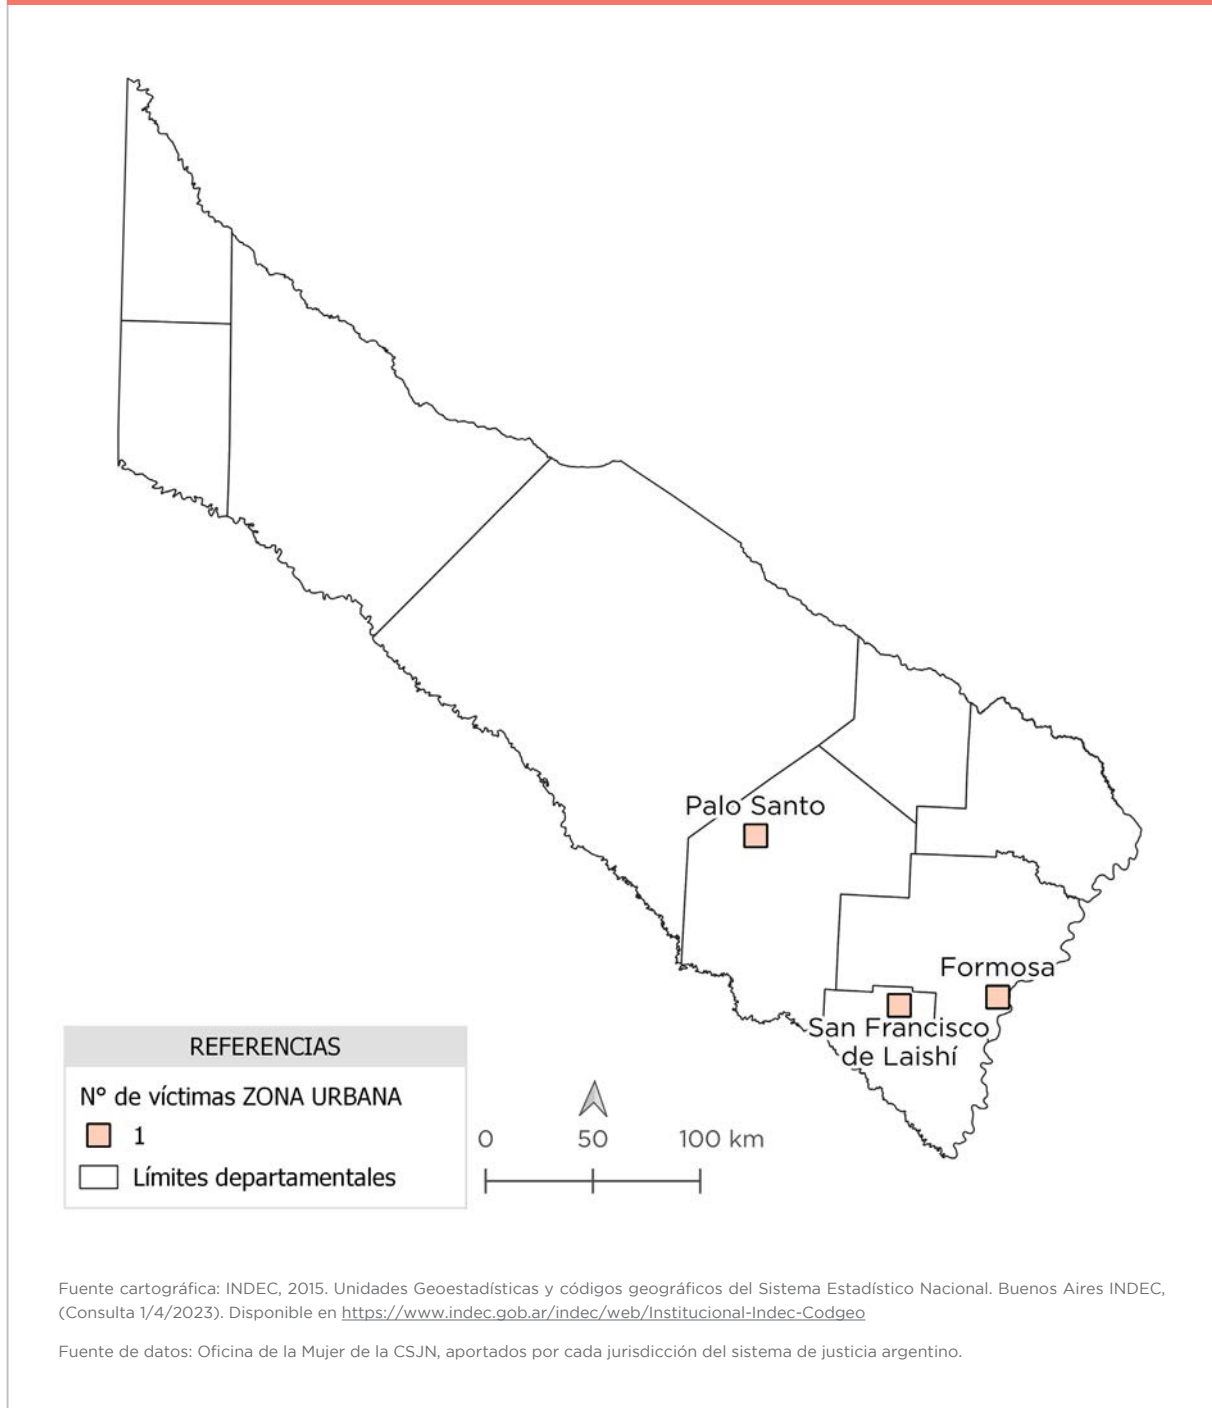 Palo Santo
Formosa
San Francisco
de Laishí
REFERENCIAS
N° de víctimas ZONA URBANA
1
Límites departamentales
0 50 100 km
Fuente cartográfica: INDEC, 2015. Unidades Geoestadísticas y códigos geográficos del Sistema Estadístico Nacional. Buenos Aires INDEC,
(Consulta 1/4/2023). Disponible en https://www.indec.gob.ar/indec/web/Institucional-Indec-Codgeo
Fuente de datos: Oficina de la Mujer de la CSJN, aportados por cada jurisdicción del sistema de justicia argentino.